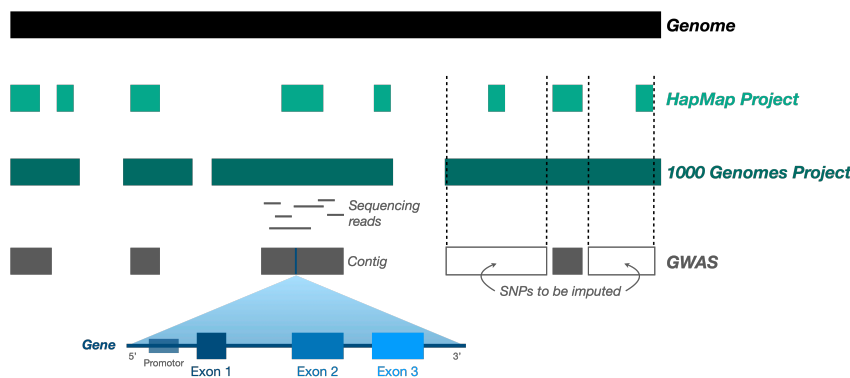 Genome
HapMap Project
1000 Genomes Project
Sequencing
reads
Contig
GWAS
SNPs to be imputed
Gene
5'
Promotor
3'
Exon 1
Exon 2
Exon 3